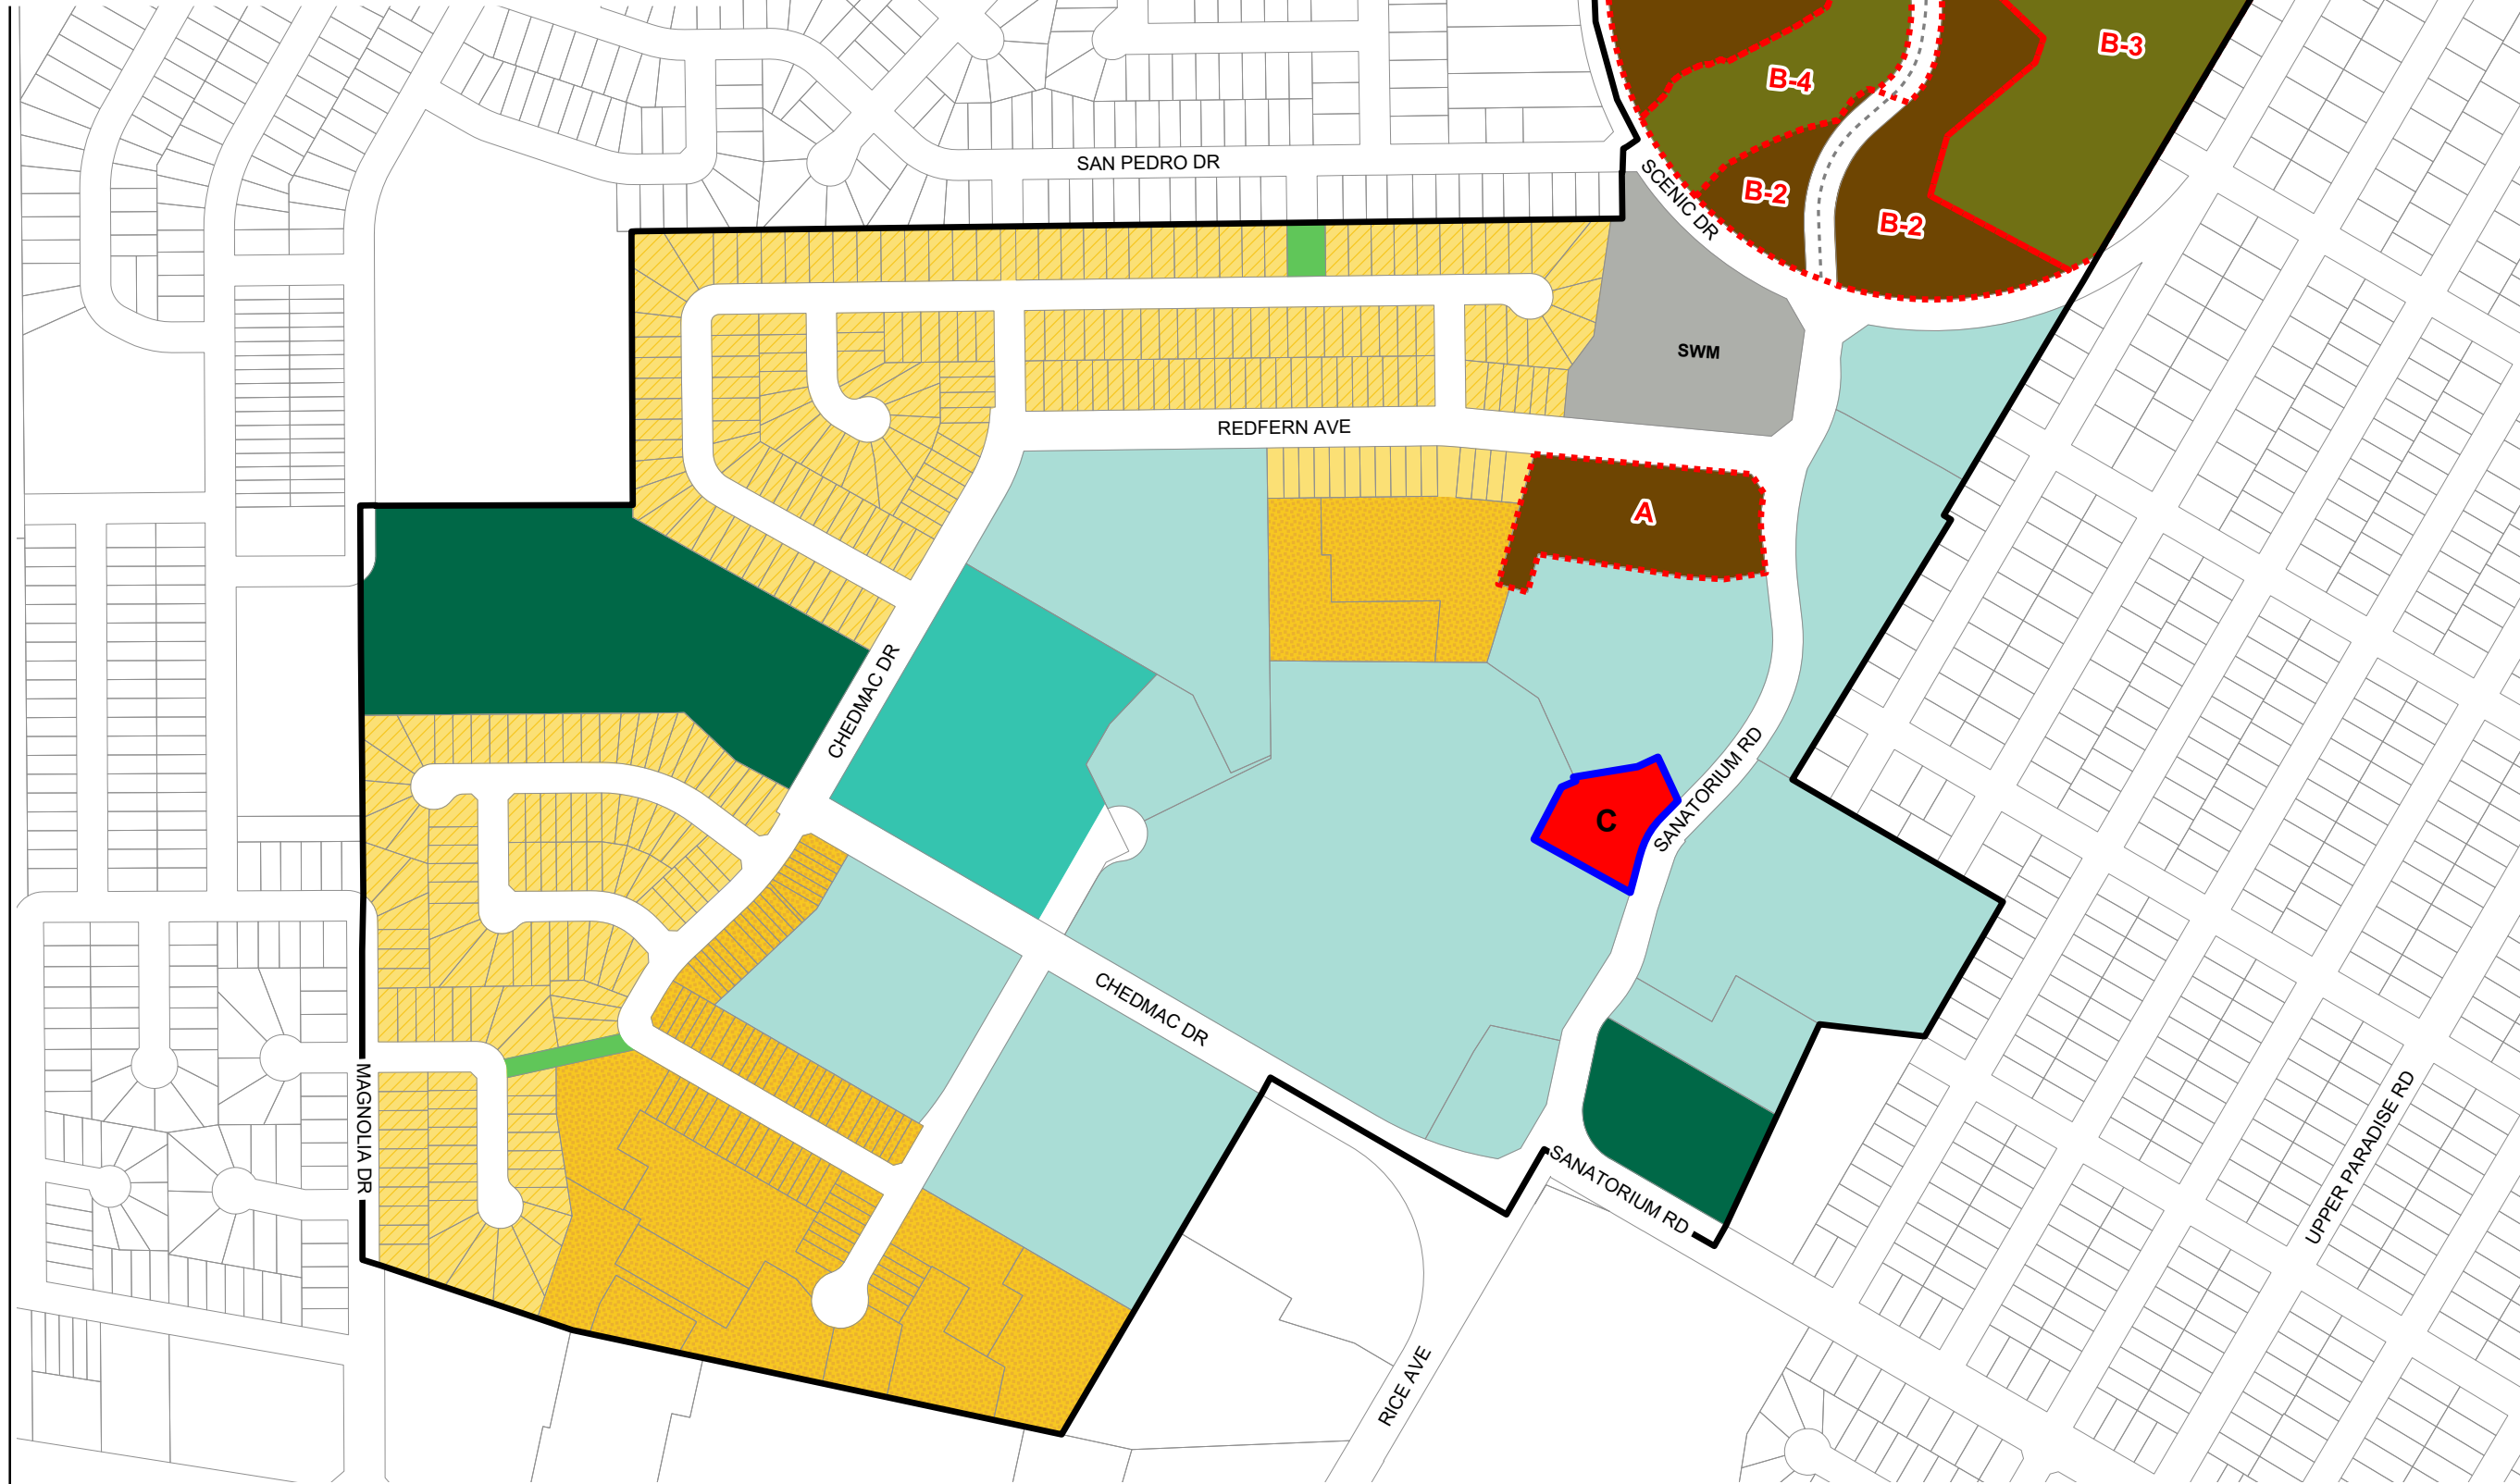 B-3
B-4
SAN PEDRO DR
B-2
SCENIC DR
B-2
SWM
REDFERN AVE
A
CHEDMAC DR
SANATORIUM RD
C
CHEDMAC DR
MAGNOLIA DR
UPPER PARADISE RD
SANATORIUM RD
RICE AVE